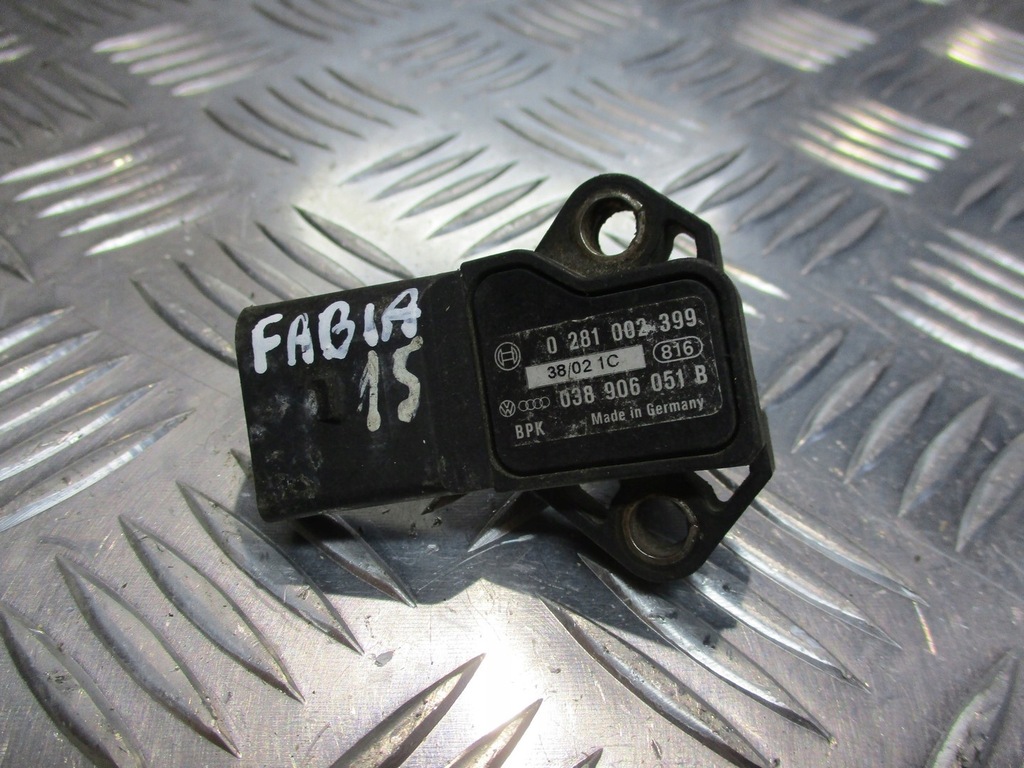 FABIA
15
0 281 002 399
38/02 1C
816
038 906 051 B
BPK
Made in Germany